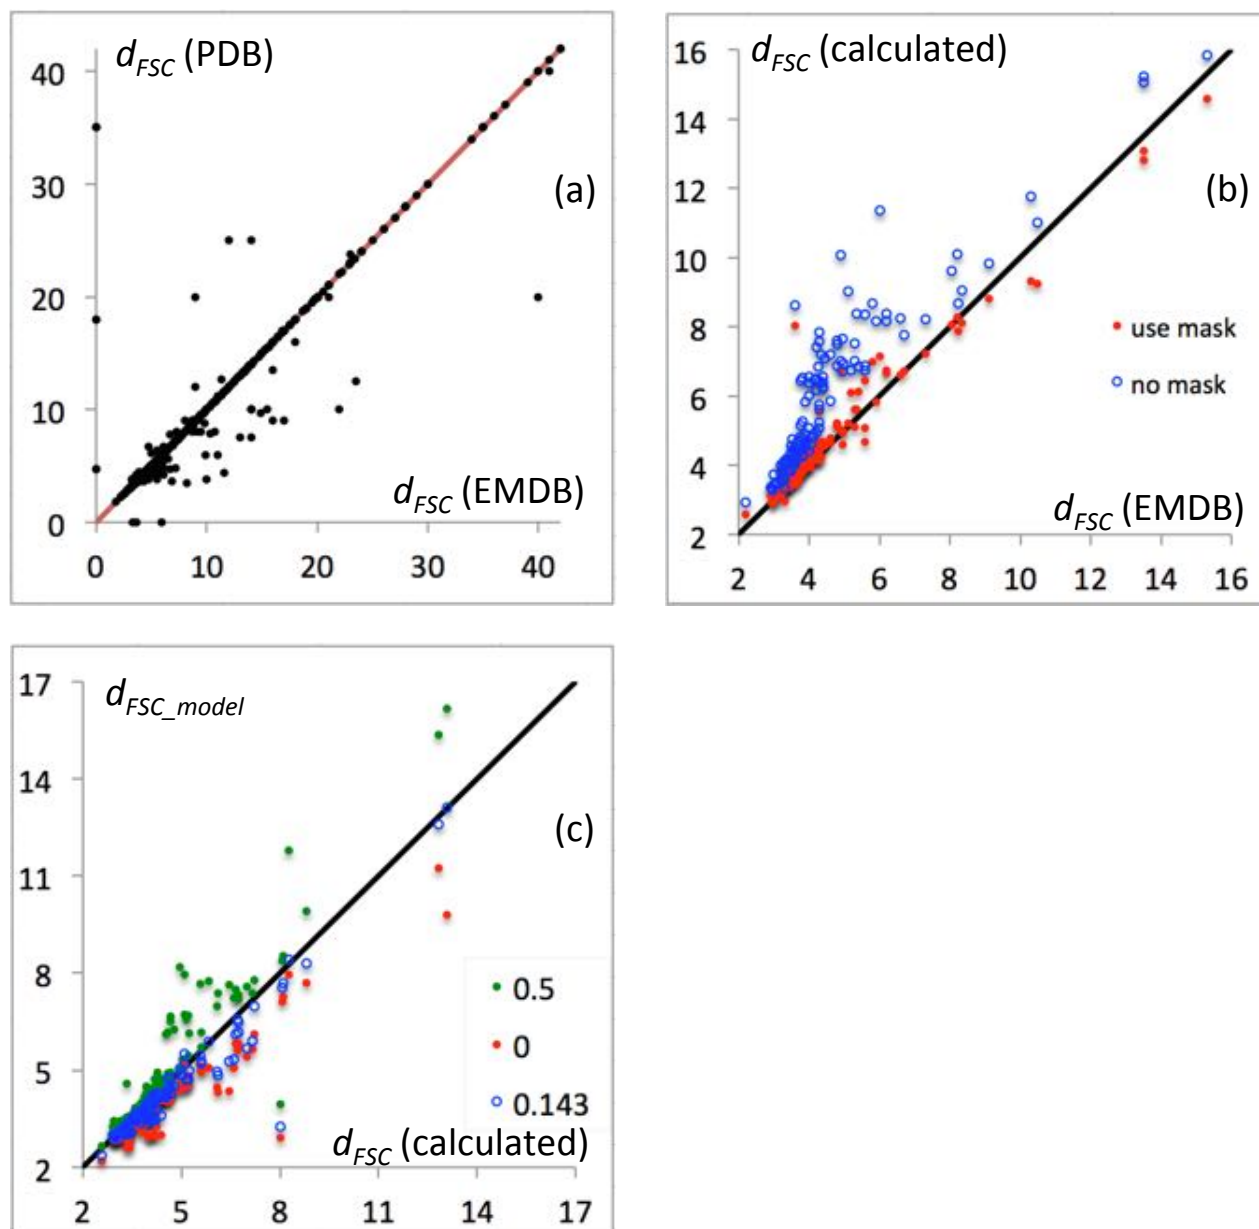 d_FSC (PDB)
40
30
(a)
20
10
d_FSC (EMDB)
0
0 10 20 30 40
16
d_FSC (calculated)
14
12
(b)
10
use mask
8
no mask
6
4
d_FSC (EMDB)
2
2 4 6 8 10 12 14 16
17
d_FSC_model
14
(c)
11
8
0.5
0
5
0.143
d_FSC (calculated)
2
2 5 8 11 14 17